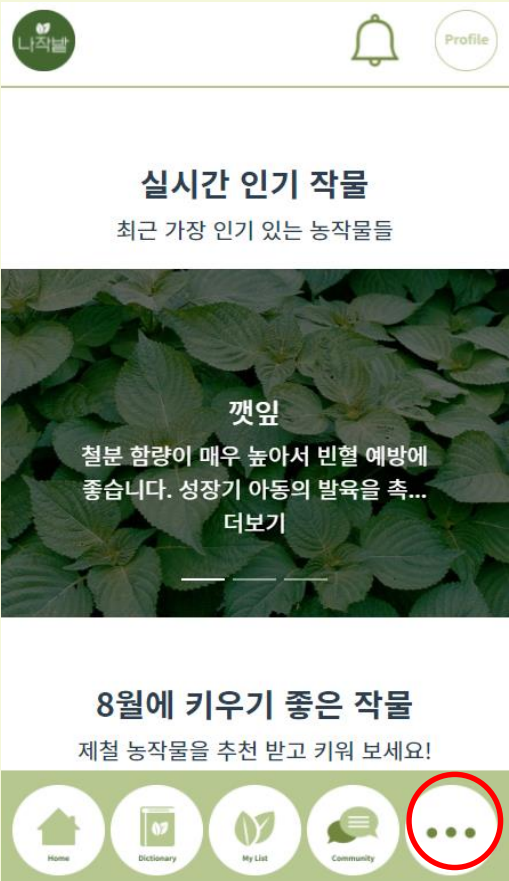 나작밭
Profile
실시간 인기 작물
최근 가장 인기 있는 농작물들
깻잎
철분 함량이 매우 높아서 빈혈 예방에
좋습니다. 성장기 아동의 발육을 촉...
더보기
8월에 키우기 좋은 작물
제철 농작물을 추천 받고 키워 보세요!
Home
Dictionary
My List
Community